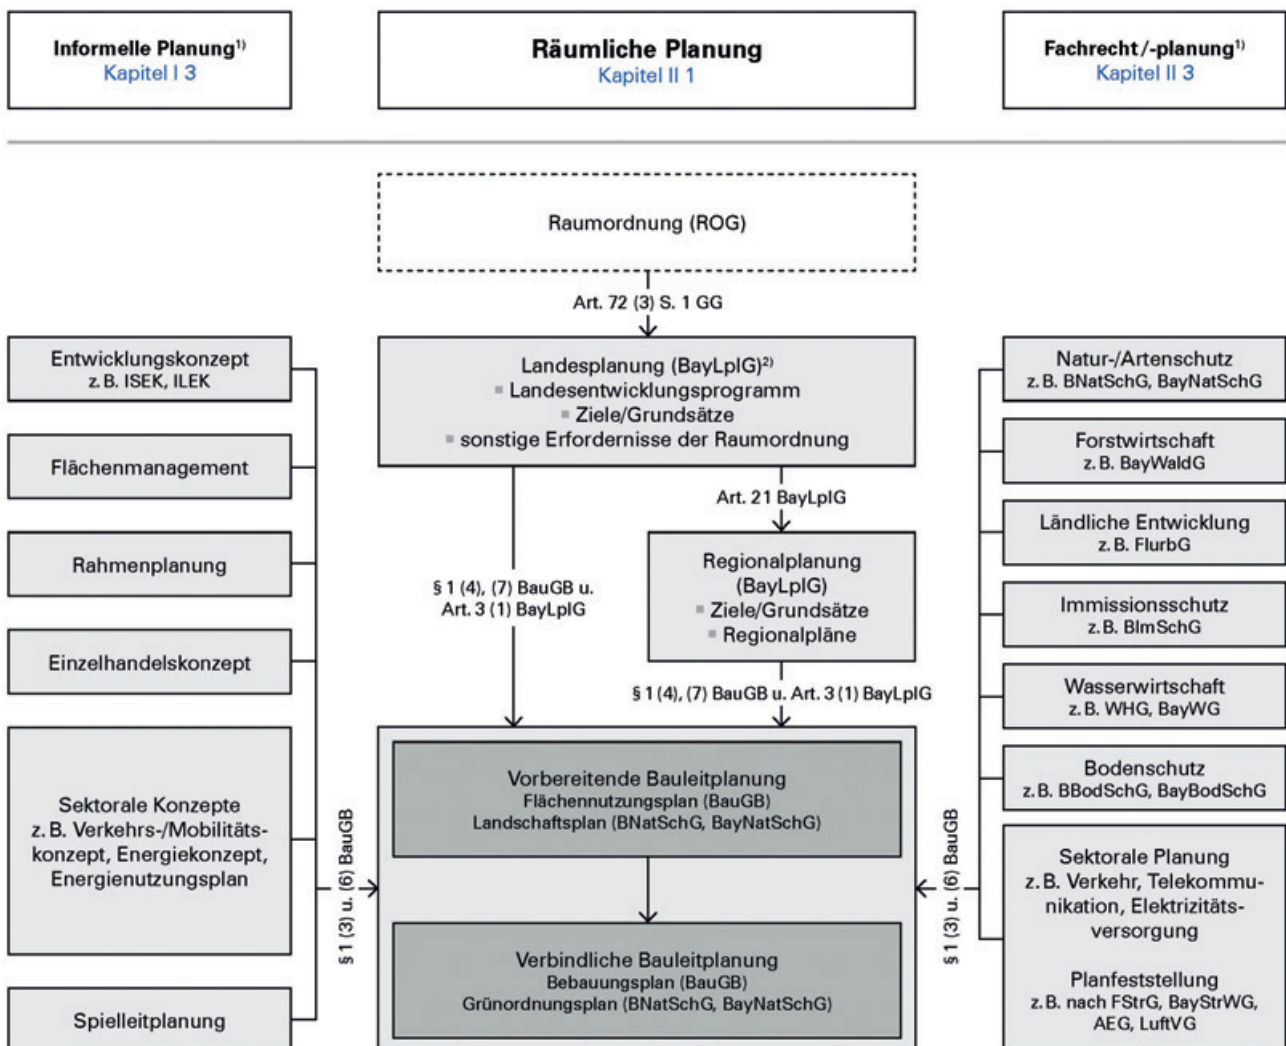 Informelle Planung¹⁾
Kapitel I 3
Räumliche Planung
Kapitel II 1
Fachrecht/-planung¹⁾
Kapitel II 3
Raumordnung (ROG)
Art. 72 (3) S. 1 GG
Landesplanung (BayLplG)²⁾
▪ Landesentwicklungsprogramm
▪ Ziele/Grundsätze
▪ sonstige Erfordernisse der Raumordnung
Art. 21 BayLplG
Regionalplanung
(BayLplG)
▪ Ziele/Grundsätze
▪ Regionalpläne
§ 1 (4), (7) BauGB u.
Art. 3 (1) BayLplG
§ 1 (4), (7) BauGB u. Art. 3 (1) BayLplG
Vorbereitende Bauleitplanung
Flächennutzungsplan (BauGB)
Landschaftsplan (BNatSchG, BayNatSchG)
Verbindliche Bauleitplanung
Bebauungsplan (BauGB)
Grünordnungsplan (BNatSchG, BayNatSchG)
Entwicklungskonzept
z. B. ISEK, ILEK
Flächenmanagement
Rahmenplanung
Einzelhandelskonzept
Sektorale Konzepte
z. B. Verkehrs-/Mobilitäts-
konzept, Energiekonzept,
Energienutzungsplan
Spielleitplanung
§ 1 (3) u. (6) BauGB
Natur-/Artenschutz
z. B. BNatSchG, BayNatSchG
Forstwirtschaft
z. B. BayWaldG
Ländliche Entwicklung
z. B. FlurbG
Immissionsschutz
z. B. BImSchG
Wasserwirtschaft
z. B. WHG, BayWG
Bodenschutz
z. B. BBodSchG, BayBodSchG
Sektorale Planung
z. B. Verkehr, Telekommu-
nikation, Elektrizitäts-
versorgung
Planfeststellung
z. B. nach FStrG, BayStrWG,
AEG, LuftVG
§ 1 (3) u. (6) BauGB